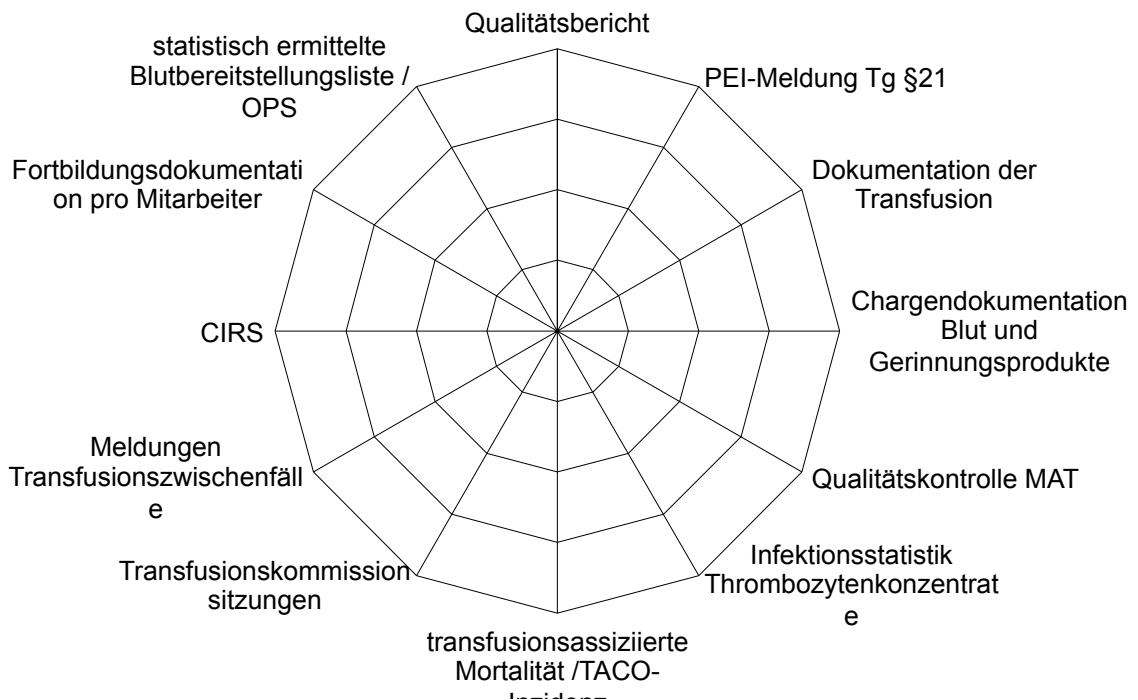 Qualitätsbericht
PEI-Meldung Tg §21
Dokumentation der
Transfusion
Chargendokumentation
Blut und
Gerinnungsprodukte
Qualitätskontrolle MAT
Infektionsstatistik
Thrombozytenkonzentrat
e
transfusionsassiziierte
Mortalität /TACO-
Inzidenz
Transfusionskommission
sitzungen
Meldungen
Transfusionszwischenfäll
e
CIRS
Fortbildungsdokumentati
on pro Mitarbeiter
statistisch ermittelte
Blutbereitstellungsliste /
OPS